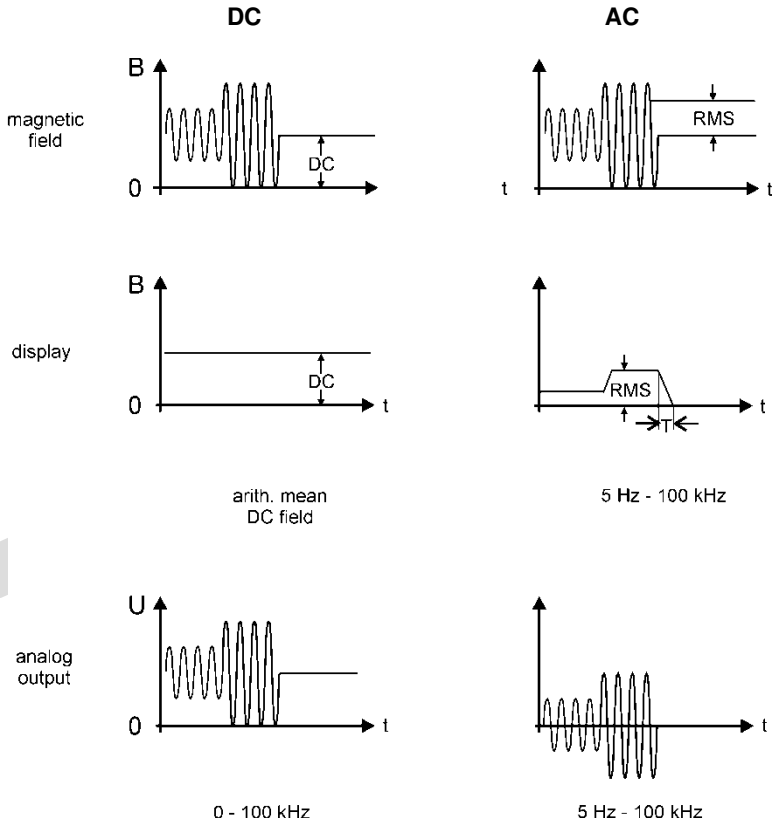 DC
AC
B
magnetic
field
DC
0
t
RMS
t
B
display
DC
0
t
RMS
T
t
arith. mean
DC field
5 Hz - 100 kHz
U
analog
output
0
t
t
0 - 100 kHz
5 Hz - 100 kHz